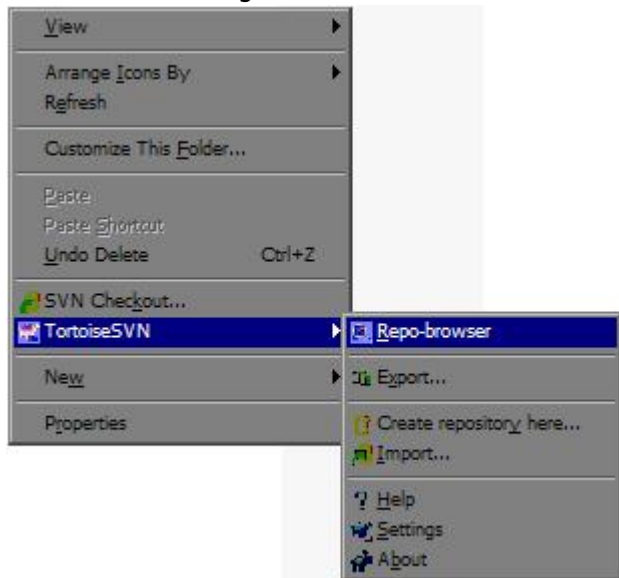 View
Arrange Icons By
Refresh
Customize This Folder...
Paste
Paste Shortcut
Undo Delete Ctrl+Z
SVN Checkout...
TortoiseSVN
New
Properties
Repo-browser
Export...
Create repository here...
Import...
Help
Settings
About